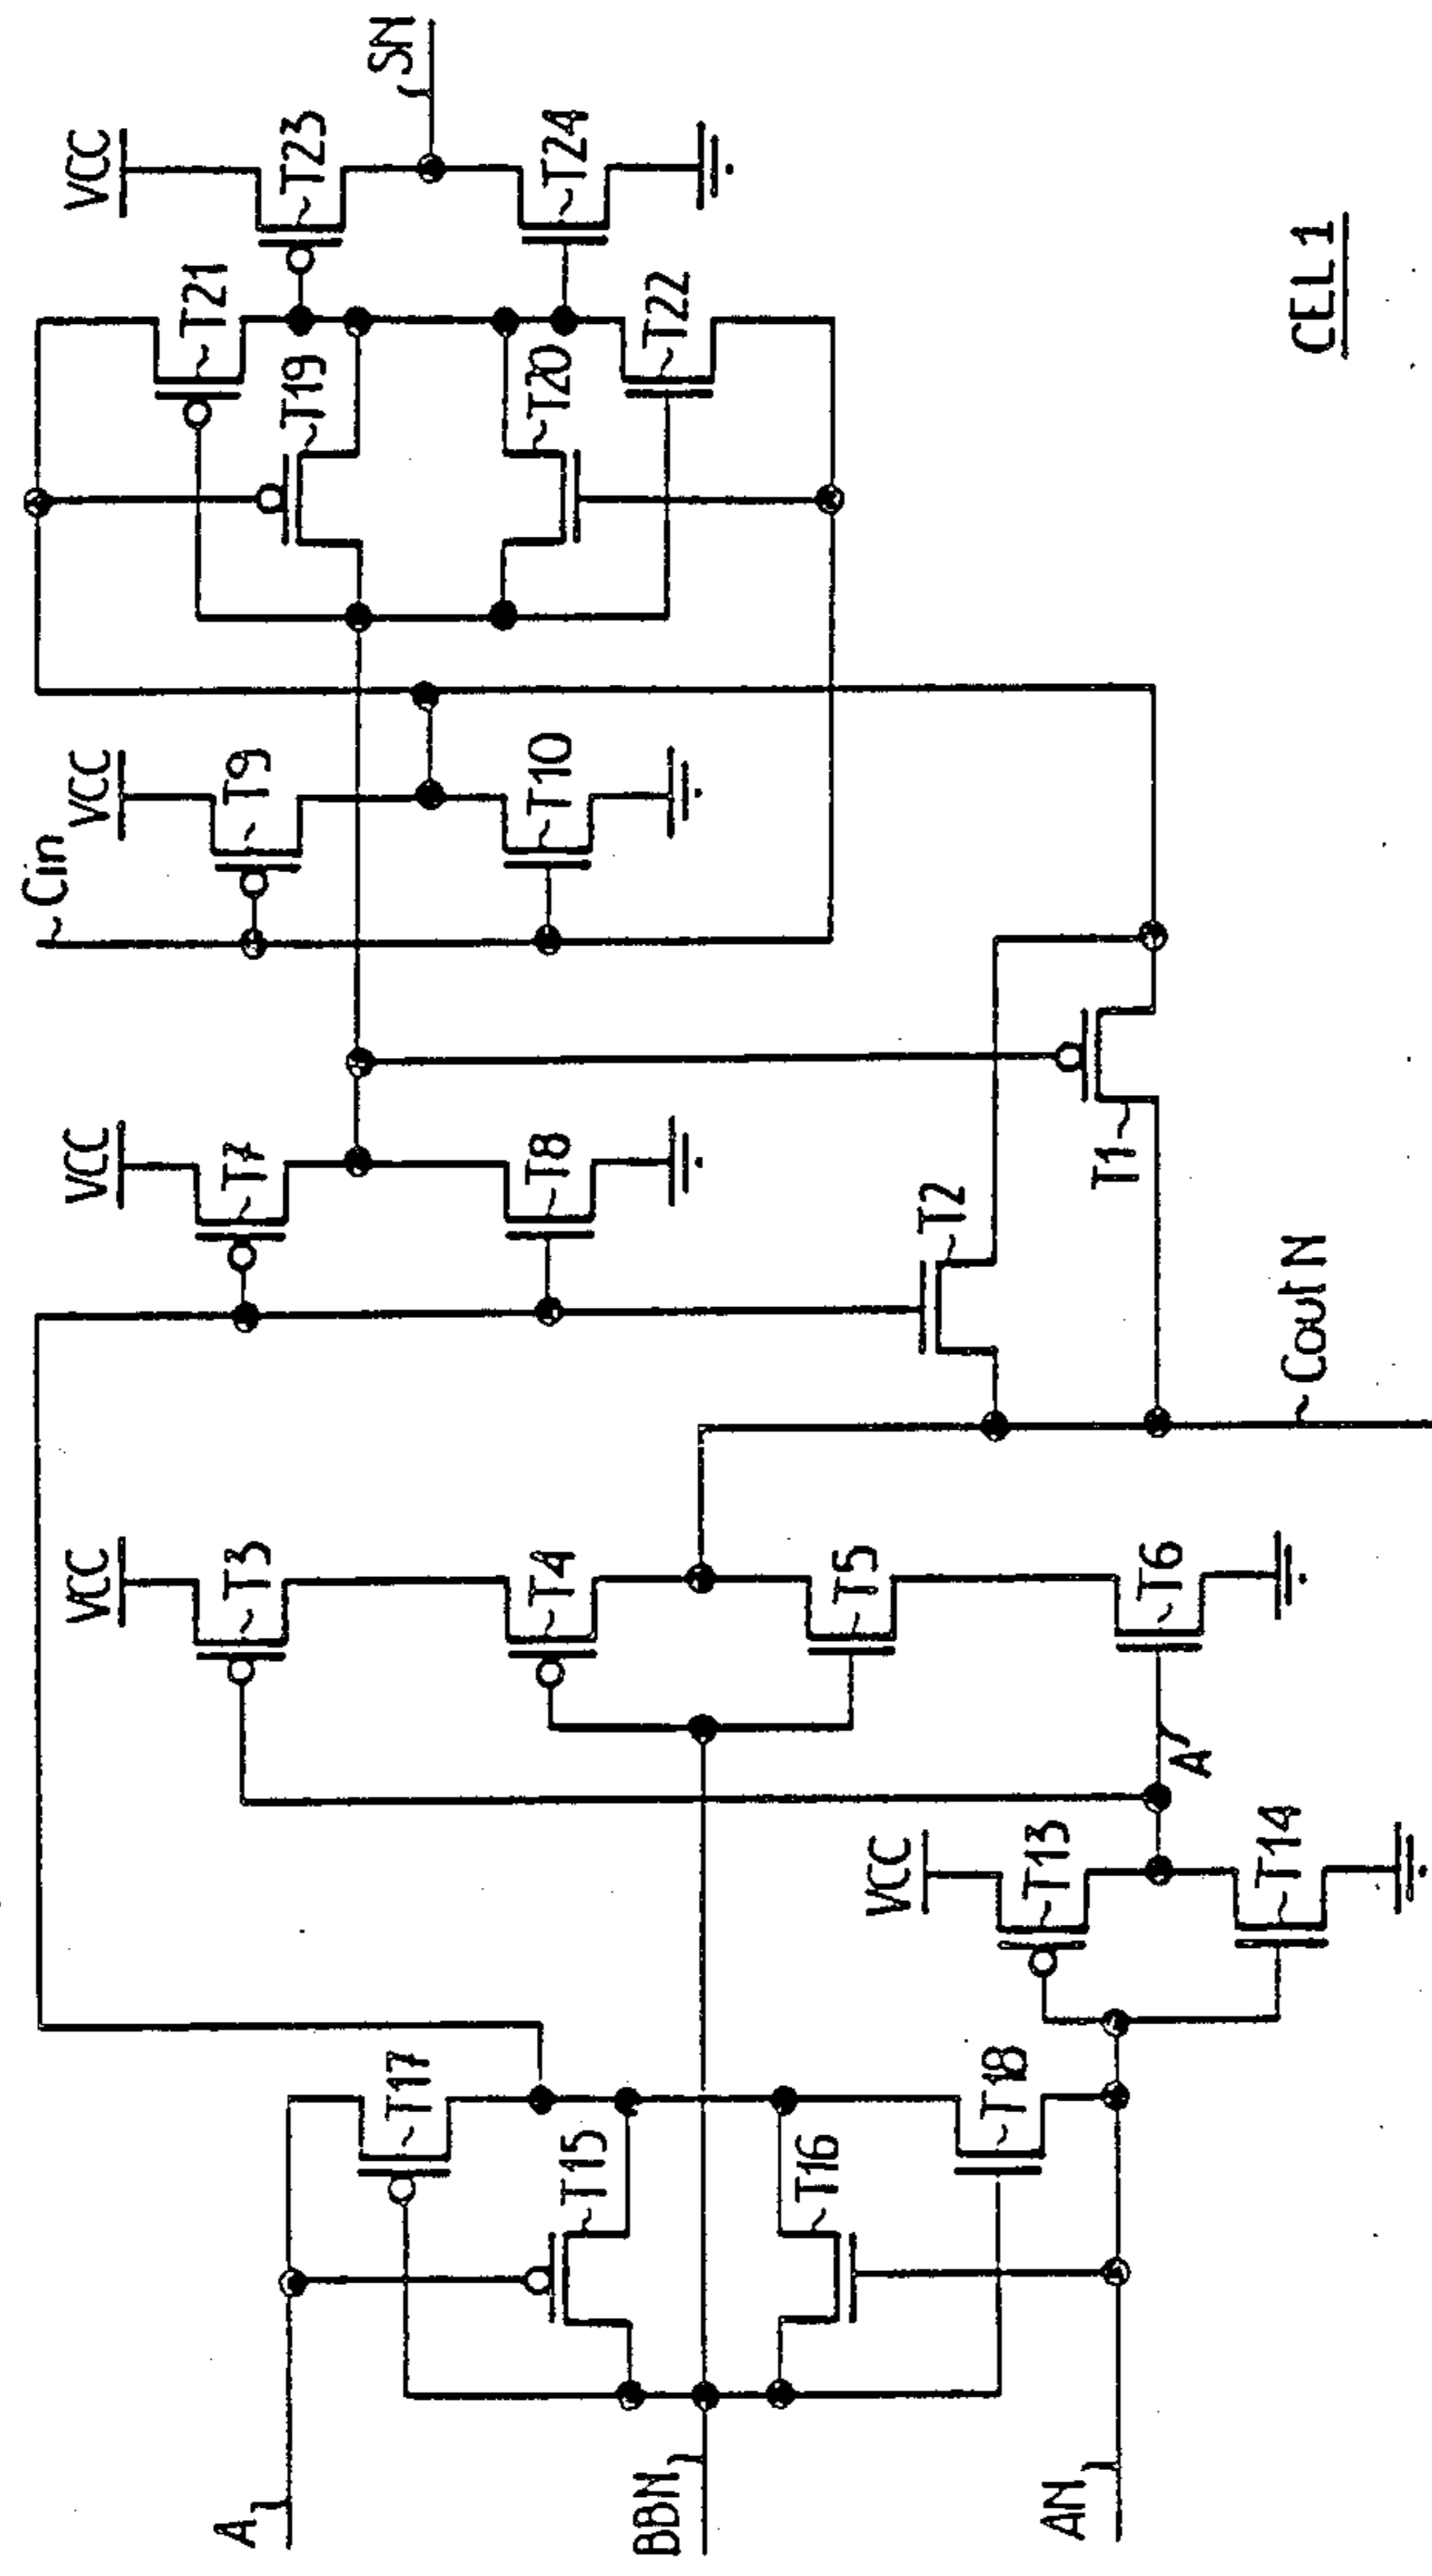 VCC
SN
T23
T24
T21
T19
T20
T22
CEL 1
Cin
VCC
T9
T10
VCC
T7
T8
T2
T1
Cout N
VCC
T3
T4
T5
T6
A
VCC
T13
T14
T17
T15
T16
T18
A
BBN
AN